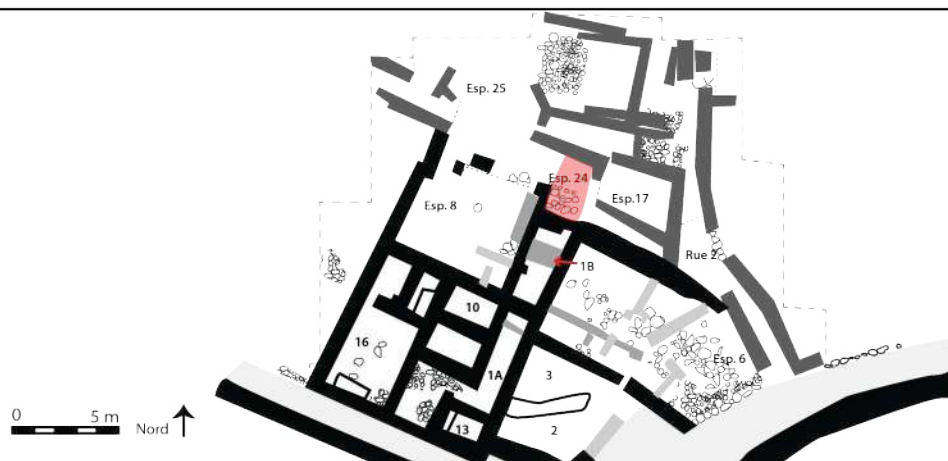 Esp. 25
Esp. 24
Esp. 8
Esp.17
Rue 2
1B
10
16
Esp. 6
3
1A
0 5 m
Nord
13
2